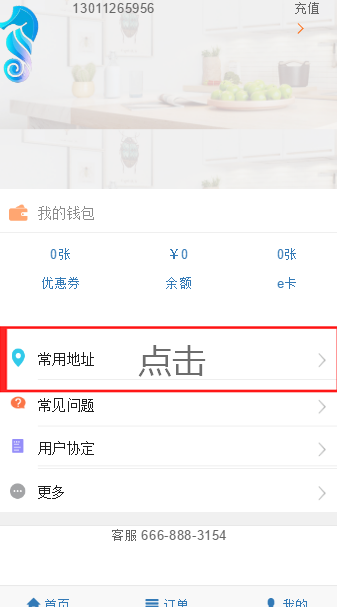 13011265956 充值
我的钱包
0张 ￥0 0张
优惠券 余额 e卡
常用地址 点击
常见问题
用户协定
更多
客服 666-888-3154
首页 订单 我的